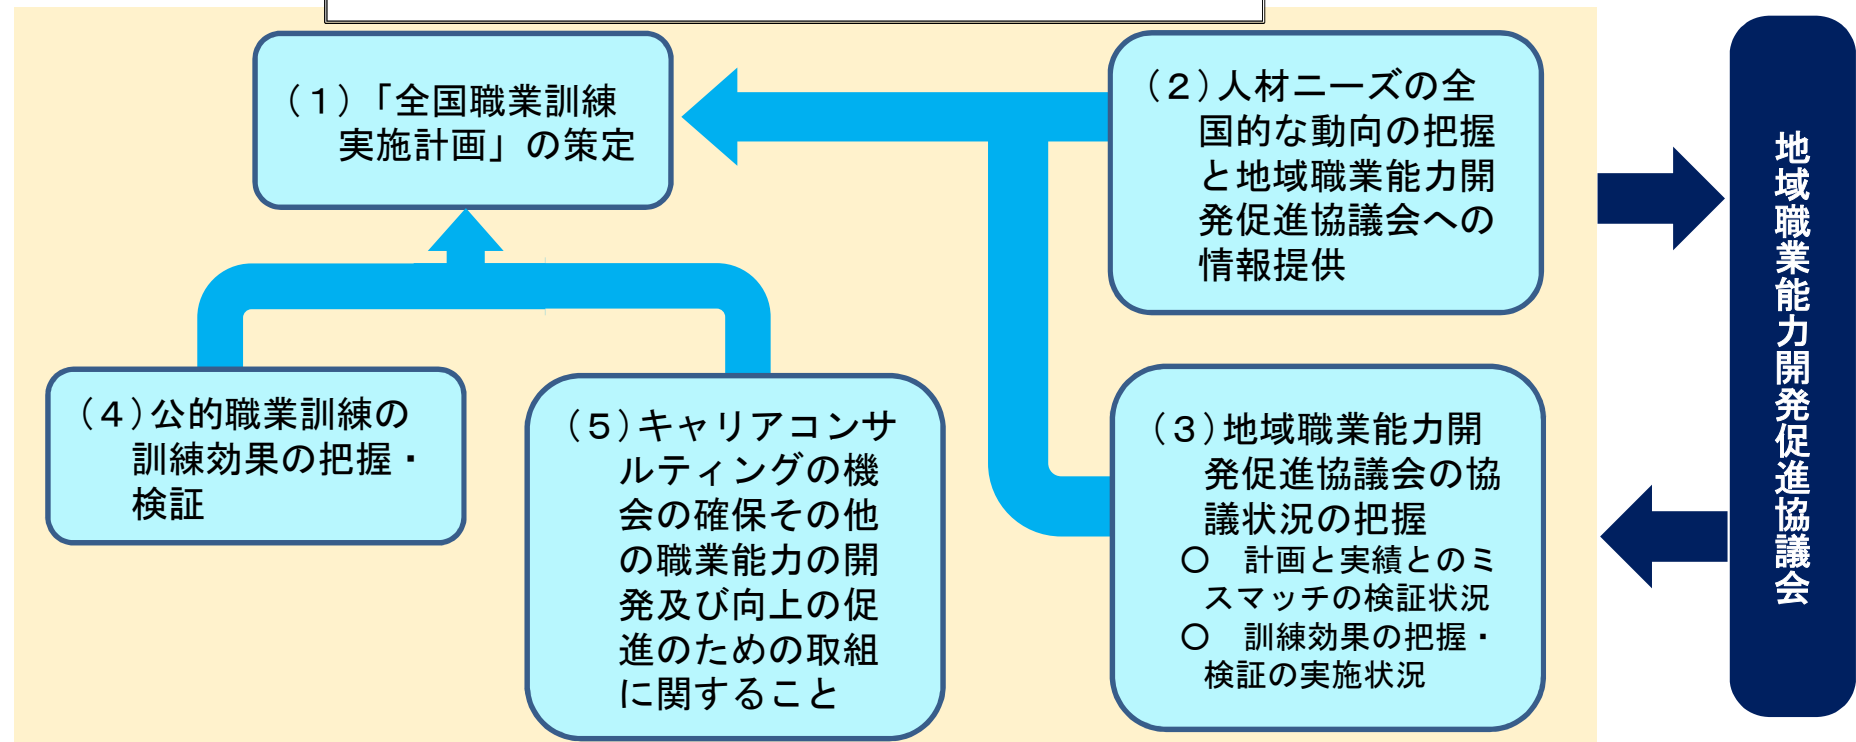 （１）「全国職業訓練
実施計画」の策定
（２）人材ニーズの全
国的な動向の把握
と地域職業能力開
発促進協議会への
情報提供
（３）地域職業能力開
発促進協議会の協
議状況の把握
○　計画と実績とのミ
スマッチの検証状況
○　訓練効果の把握・
検証の実施状況
（４）公的職業訓練の
訓練効果の把握・
検証
（５）キャリアコンサ
ルティングの機
会の確保その他
の職業能力の開
発及び向上の促
進のための取組
に関すること
地域職業能力開発促進協議会